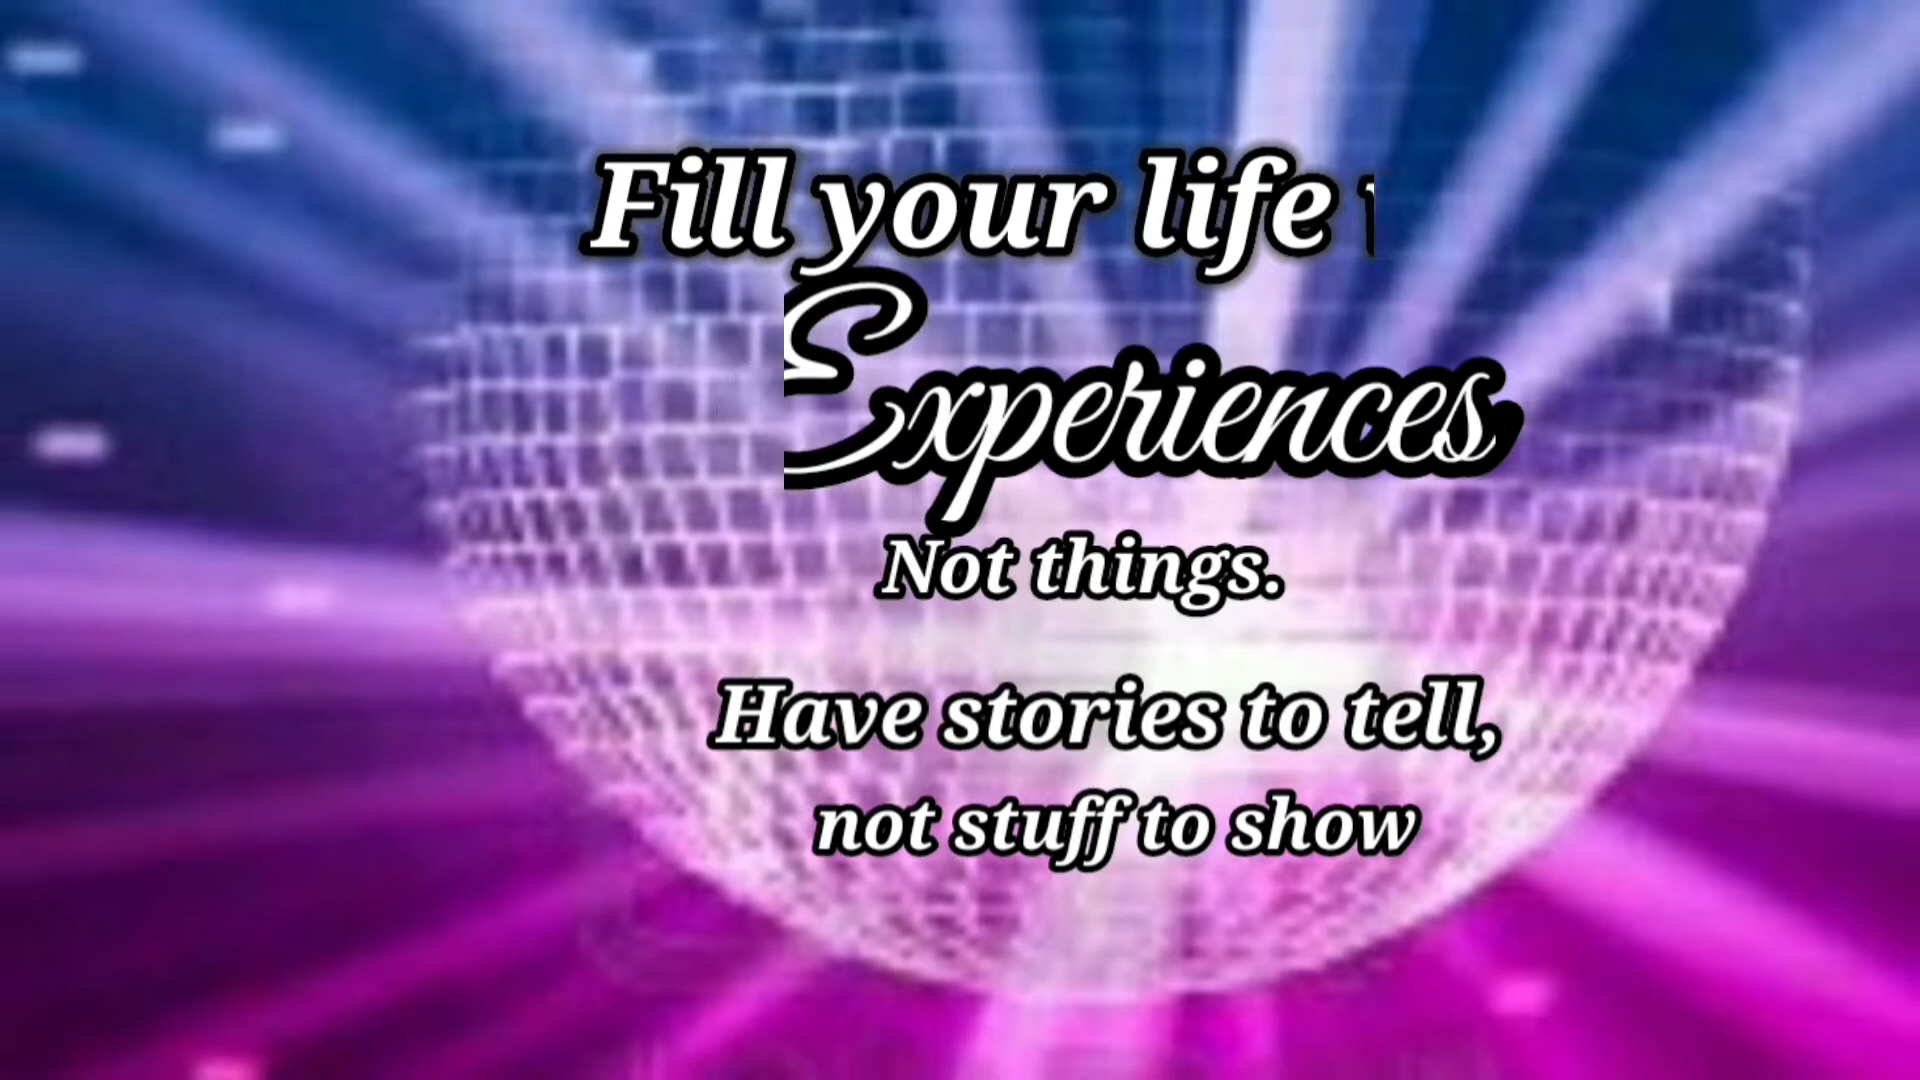 Fill your life
Experiences
Not things.
Have stories to tell,
not stuff to show